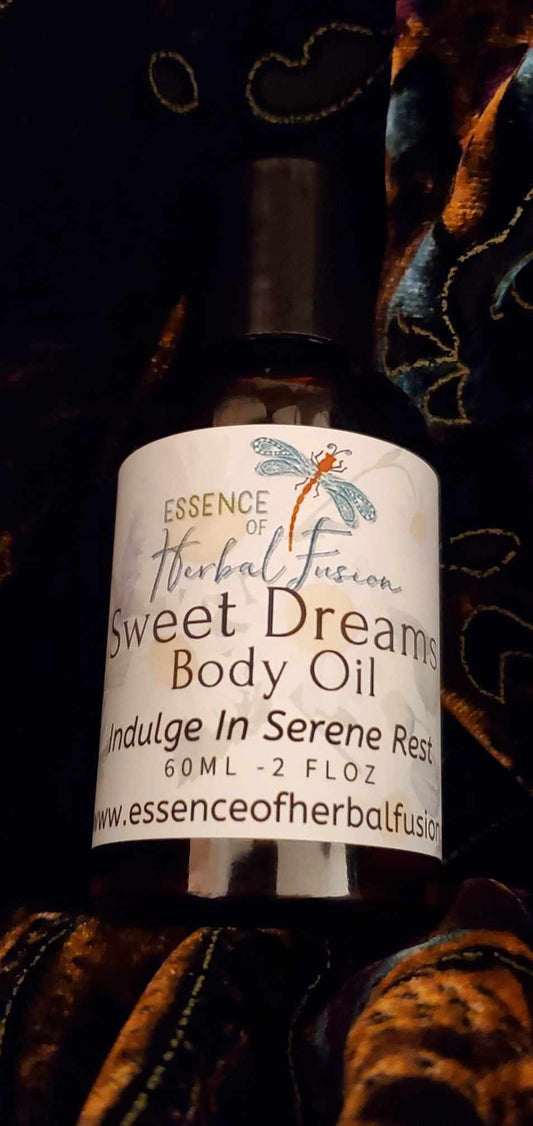 ESSENCE
OF
Herbal Fusion
Sweet Dreams
Body Oil
Indulge In Serene Rest
60ML -2 FLOZ
www.essenceofherbalfusion